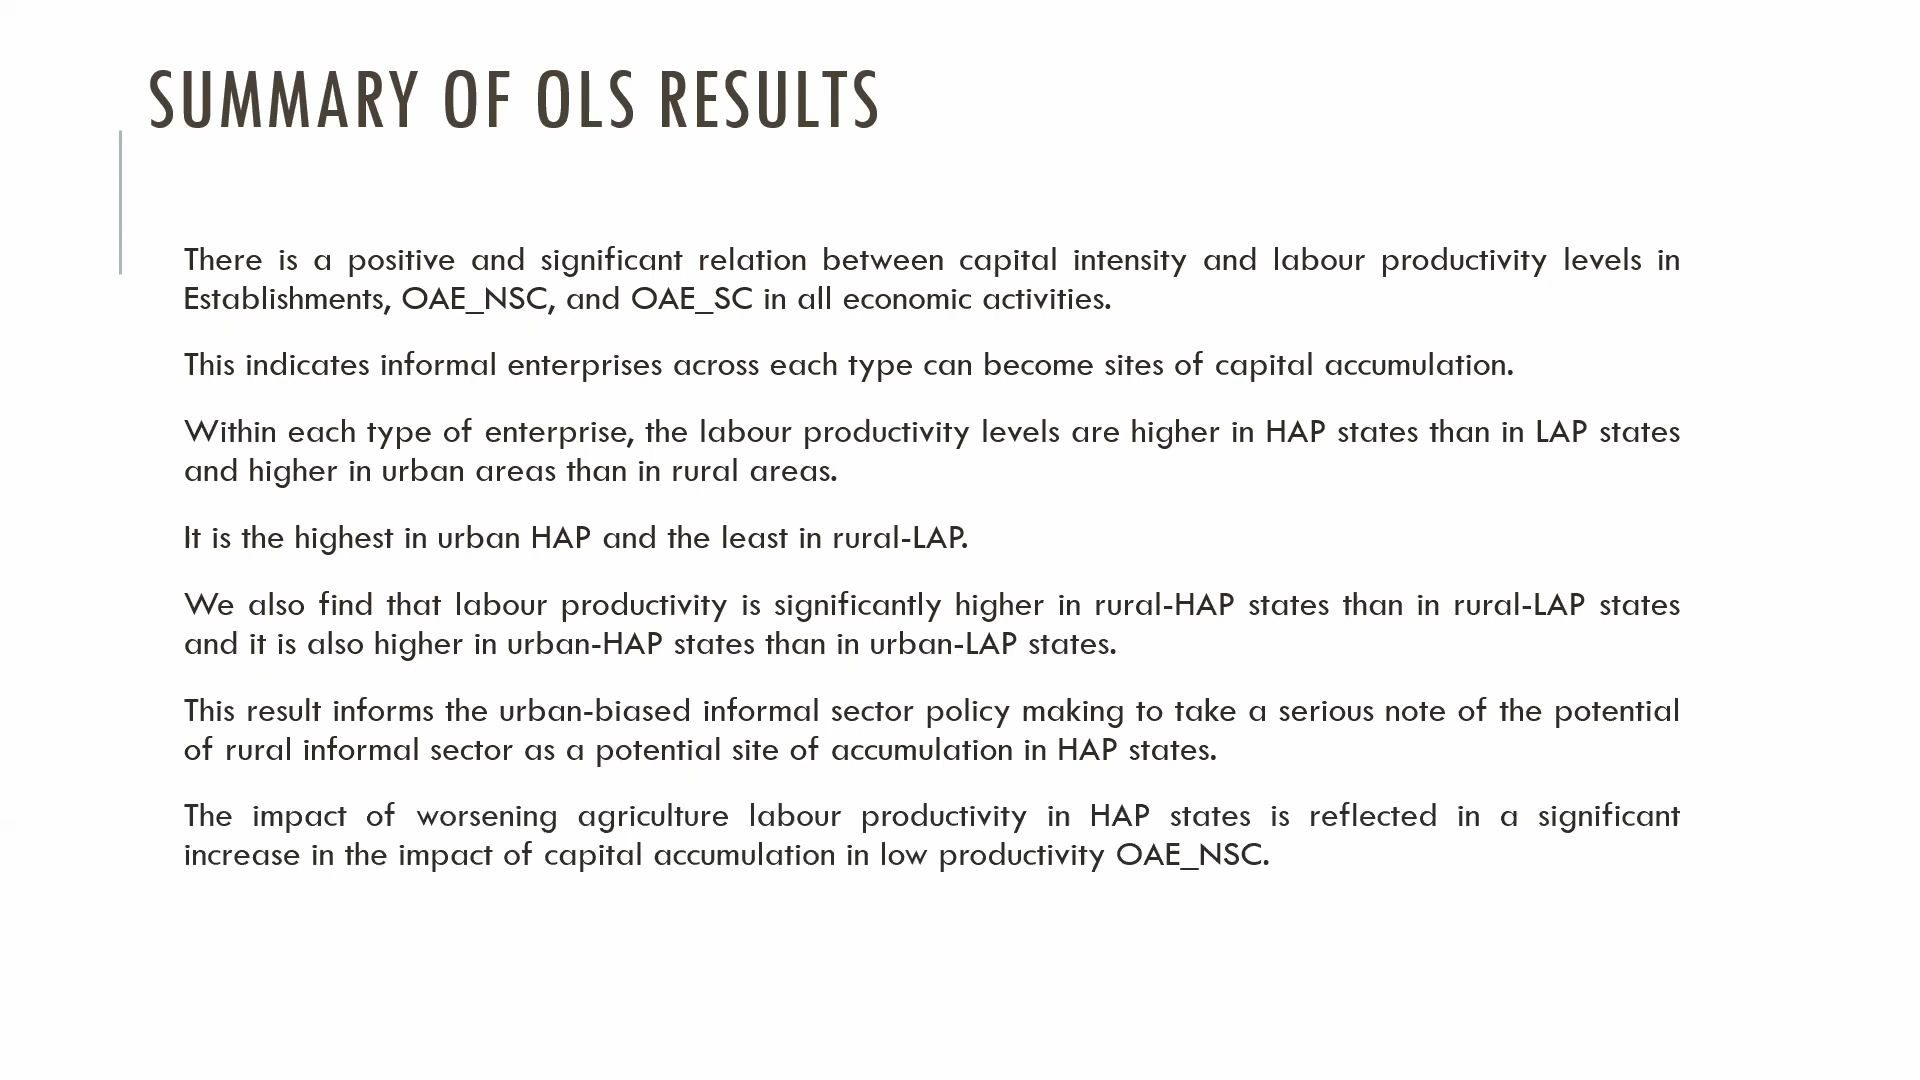 SUMMARY OF OLS RESULTS
There is a positive and significant relation between capital intensity and labour productivity levels in
Establishments, OAE_NSC, and OAE_SC in all economic activities.
This indicates informal enterprises across each type can become sites of capital accumulation.
Within each type of enterprise, the labour productivity levels are higher in HAP states than in LAP states
and higher in urban areas than in rural areas.
It is the highest in urban HAP and the least in rural-LAP.
We also find that labour productivity is significantly higher in rural-HAP states than in rural-LAP states
and it is also higher in urban-HAP states than in urban-LAP states.
This result informs the urban-biased informal sector policy making to take a serious note of the potential
of rural informal sector as a potential site of accumulation in HAP states.
The impact of worsening agriculture labour productivity in HAP states is reflected in a significant
increase in the impact of capital accumulation in low productivity OAE_NSC.